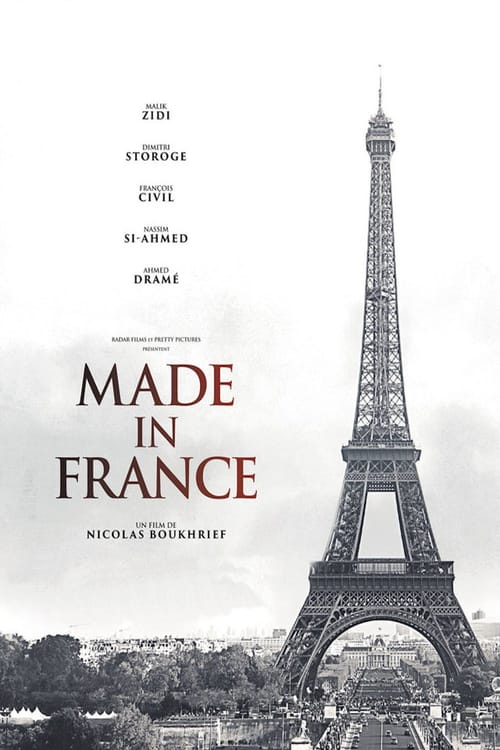 MALIK
ZIDI
DIMITRI
STOROGE
FRANÇOIS
CIVIL
NASSIM
SI-AHMED
AHMED
DRAMÉ
RADAR FILMS ET PRETTY PICTURES
PRÉSENTENT
MADE
IN
FRANCE
UN FILM DE
NICOLAS BOUKHRIEF